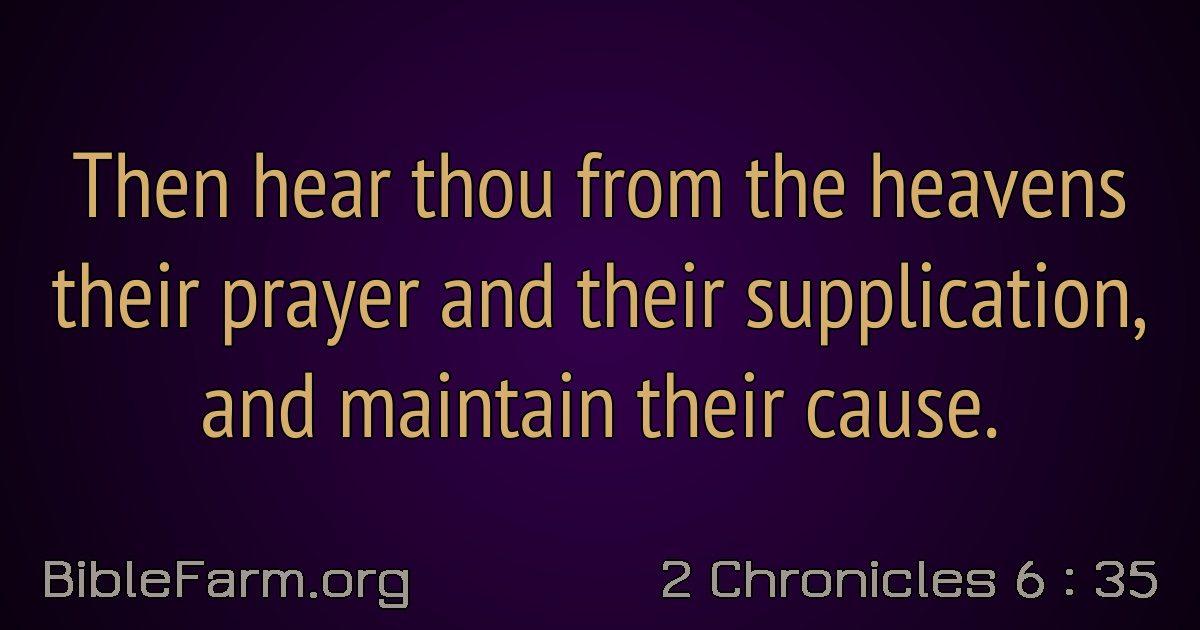 Then hear thou from the heavens
their prayer and their supplication,
and maintain their cause.
BibleFarm.org
2 Chronicles 6 : 35